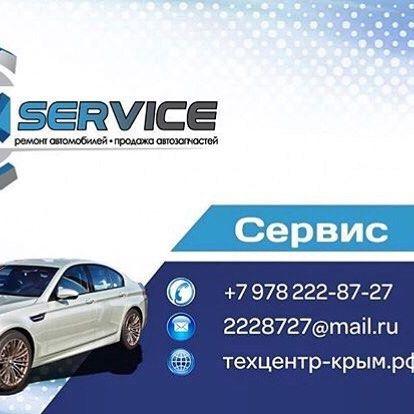 SERVICE
ремонт автомобилей • продажа автозапчастей
Сервис
+7 978 222-87-27
2228727@mail.ru
техцентр-крым.рф